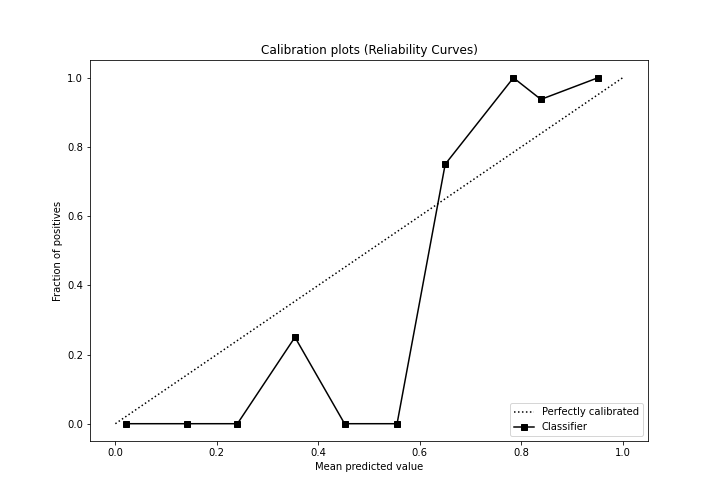 Calibration plots (Reliability Curves)
1.0
0.8
0.6
0.4
0.2
0.0
Fraction of positives
0.0 0.2 0.4 0.6 0.8 1.0
Mean predicted value
Perfectly calibrated
Classifier